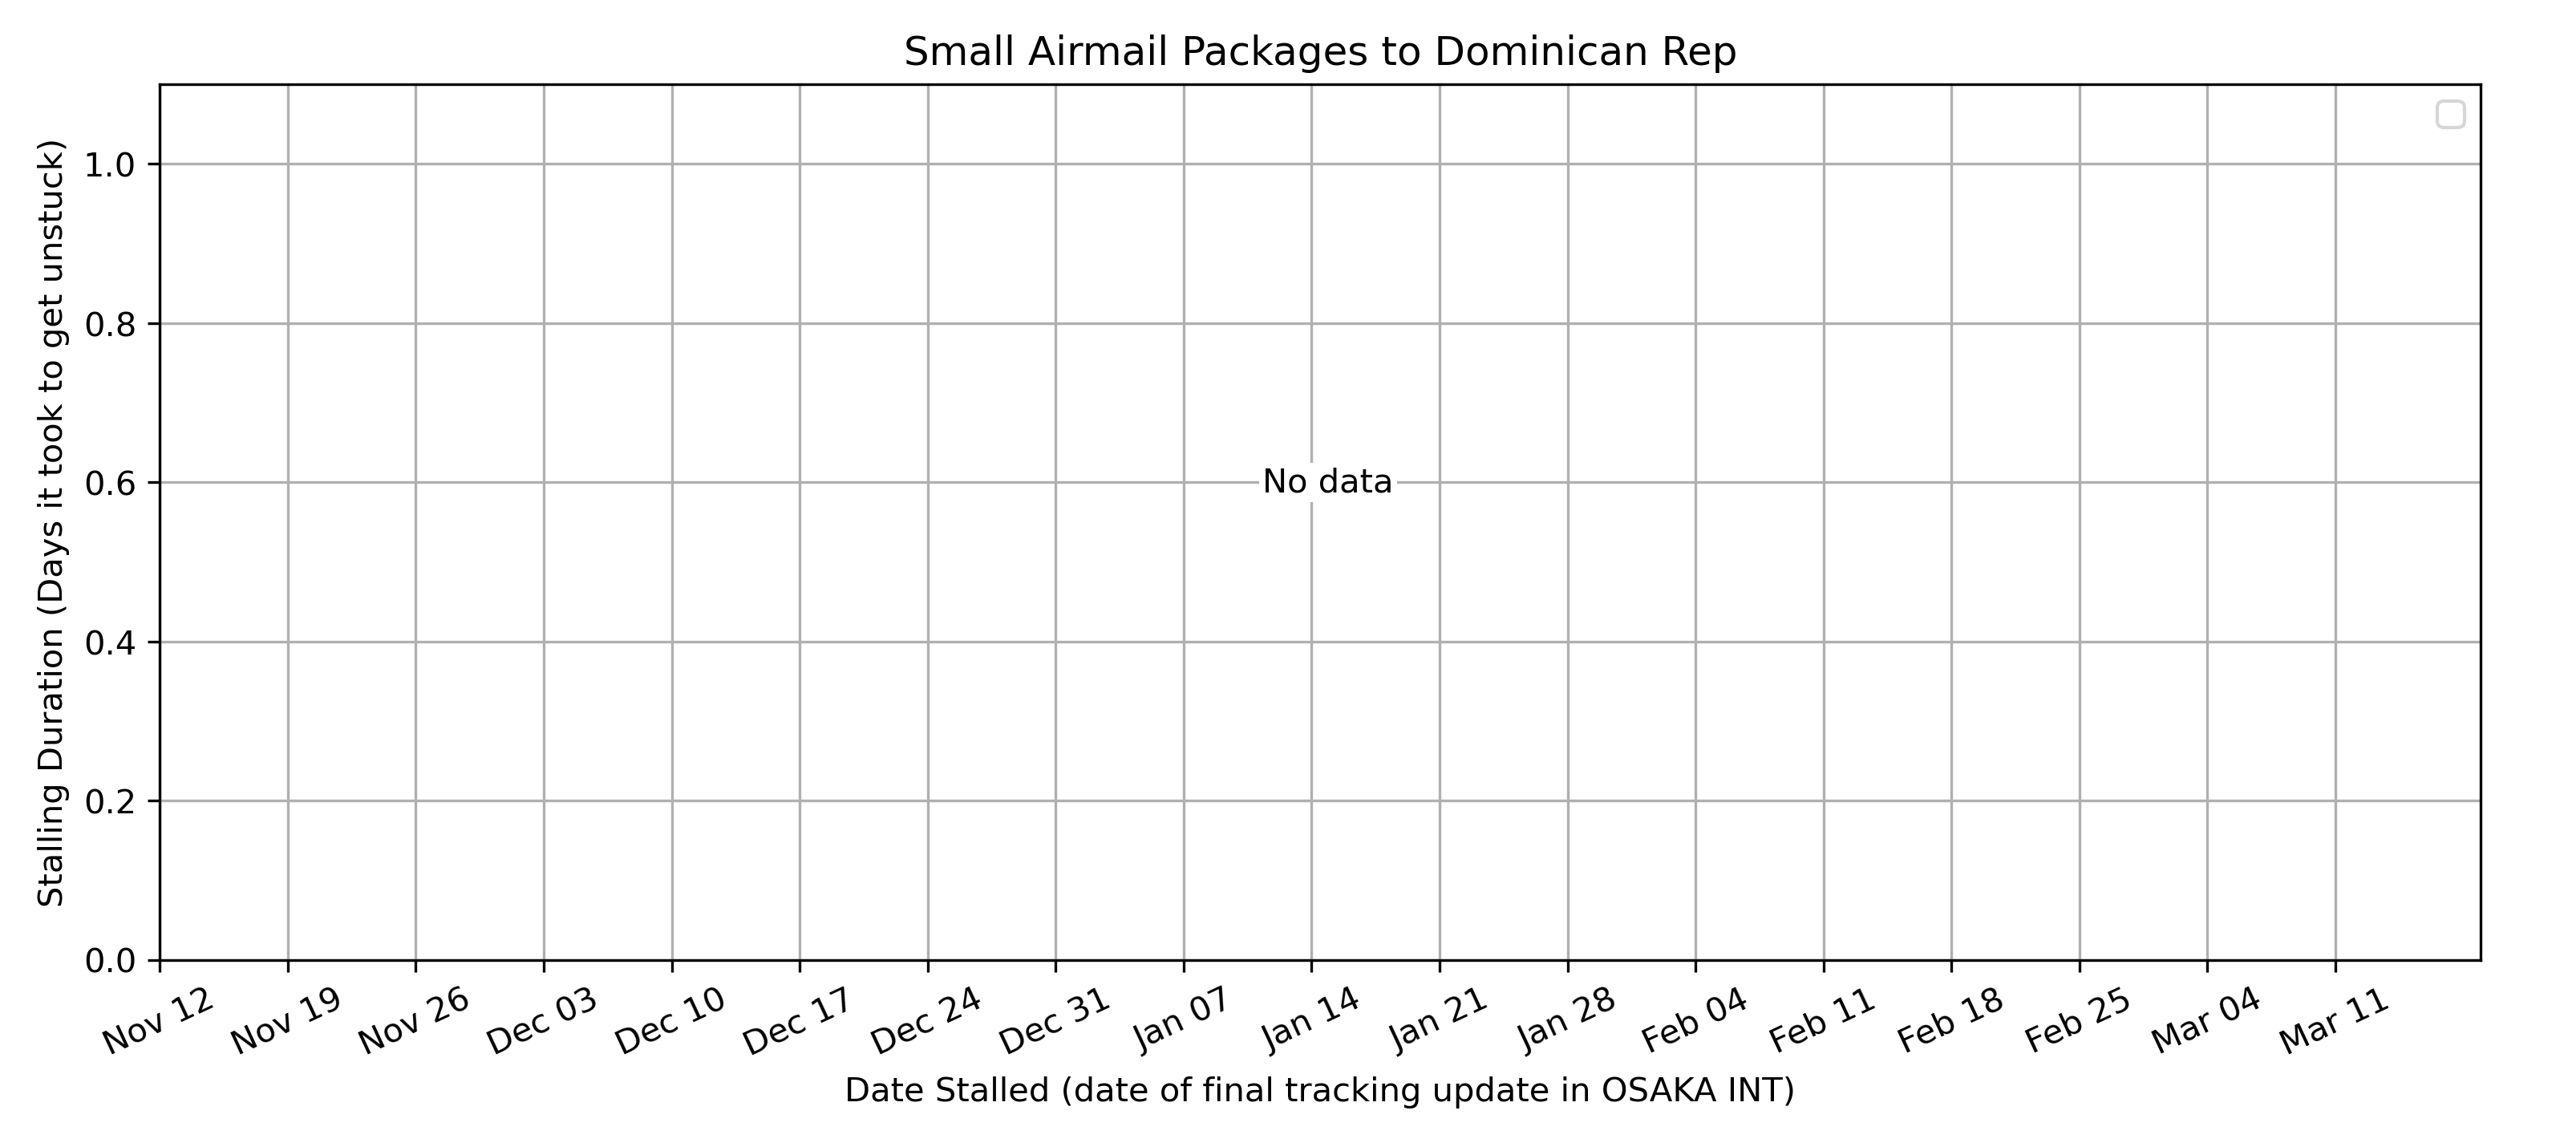 Small Airmail Packages to Dominican Rep
Stalling Duration (Days it took to get unstuck)
1.0
0.8
0.6
0.4
0.2
0.0
No data
Nov 12 Nov 19 Nov 26 Dec 03 Dec 10 Dec 17 Dec 24 Dec 31 Jan 07 Jan 14 Jan 21 Jan 28 Feb 04 Feb 11 Feb 18 Feb 25 Mar 04 Mar 11
Date Stalled (date of final tracking update in OSAKA INT)